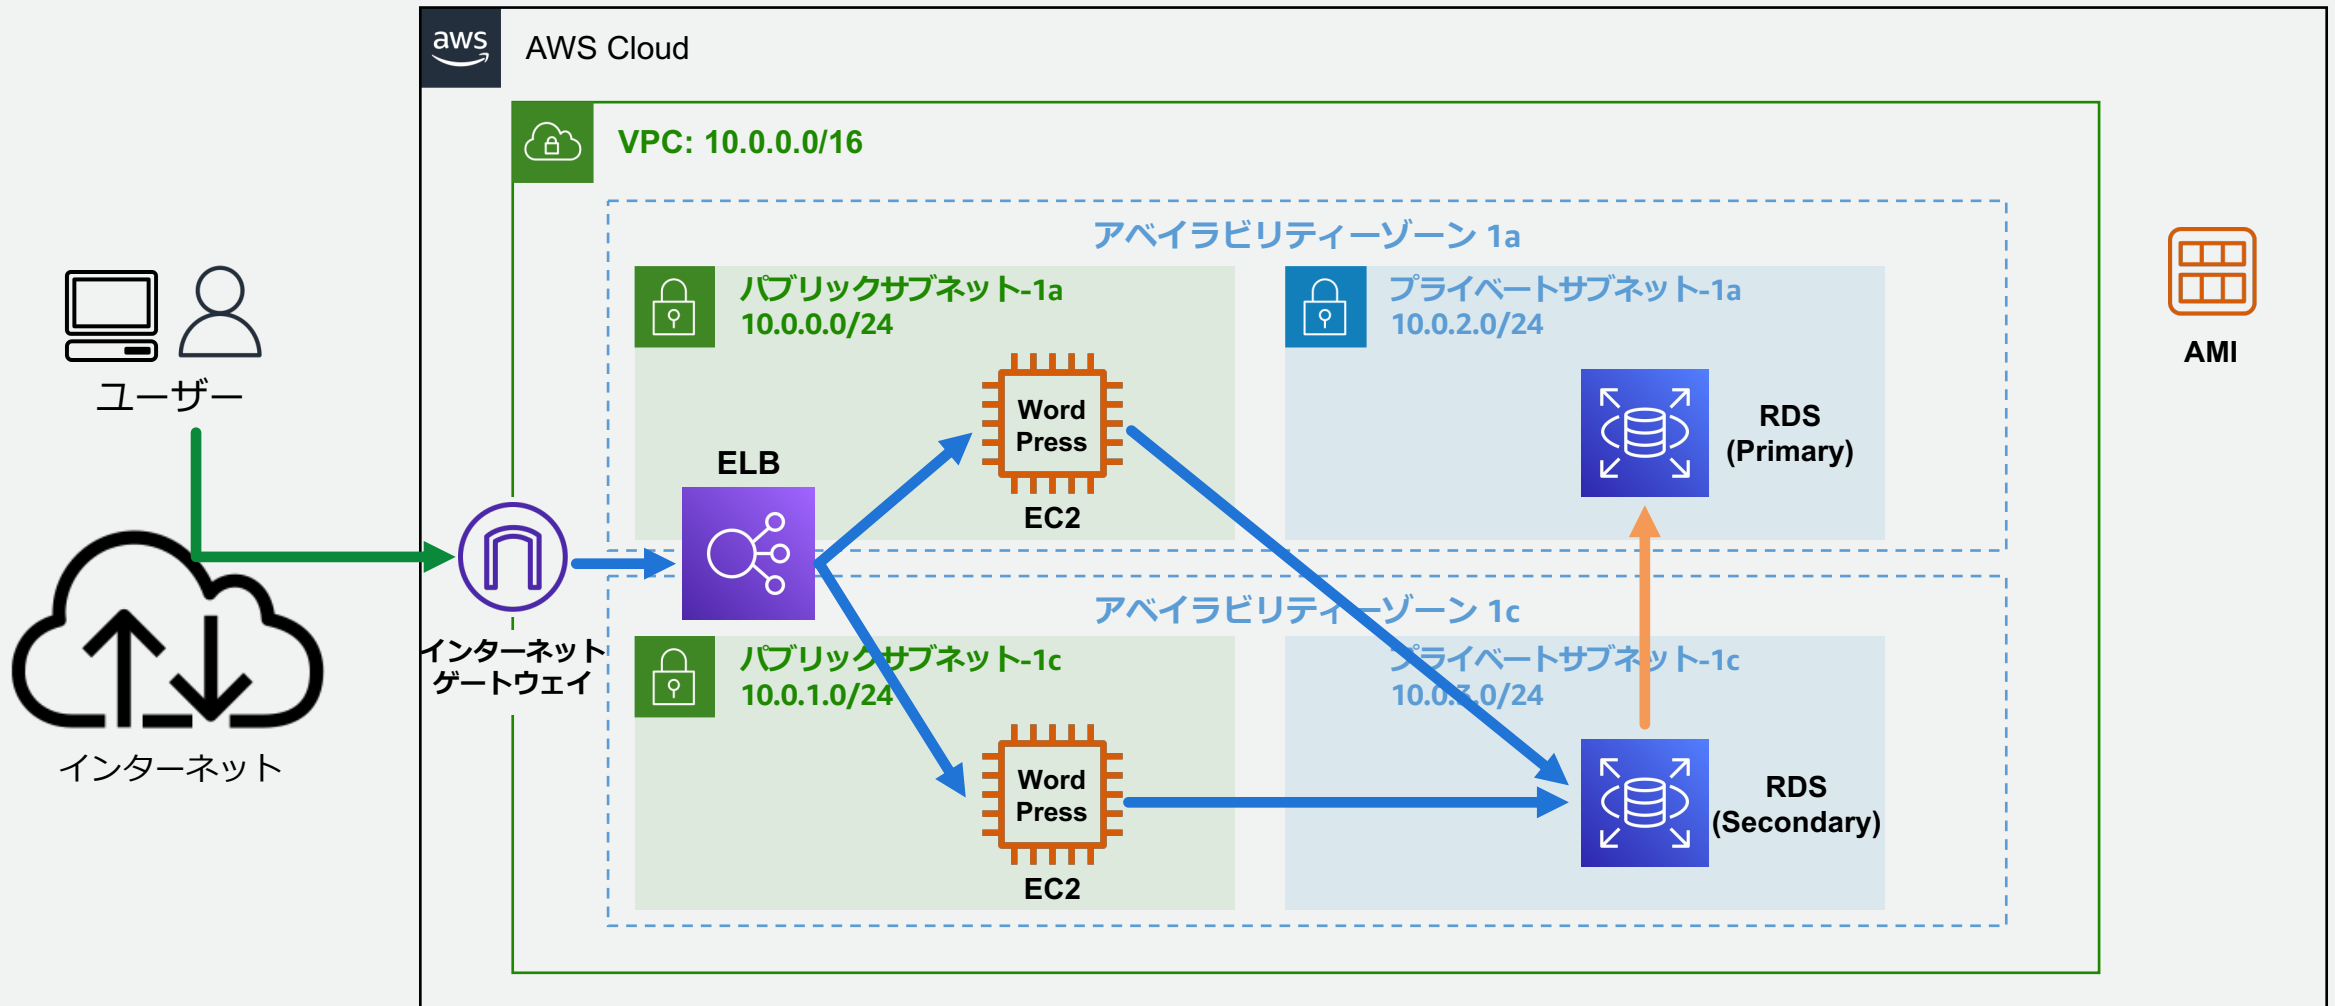 aws
AWS Cloud
VPC: 10.0.0.0/16
アベイラビリティーゾーン 1a
パブリックサブネット-1a
10.0.0.0/24
プライベートサブネット-1a
10.0.2.0/24
AMI
ユーザー
Word
Press
EC2
RDS
(Primary)
ELB
アベイラビリティーゾーン 1c
インターネット
ゲートウェイ
パブリックサブネット-1c
10.0.1.0/24
プライベートサブネット-1c
10.0.3.0/24
インターネット
Word
Press
EC2
RDS
(Secondary)